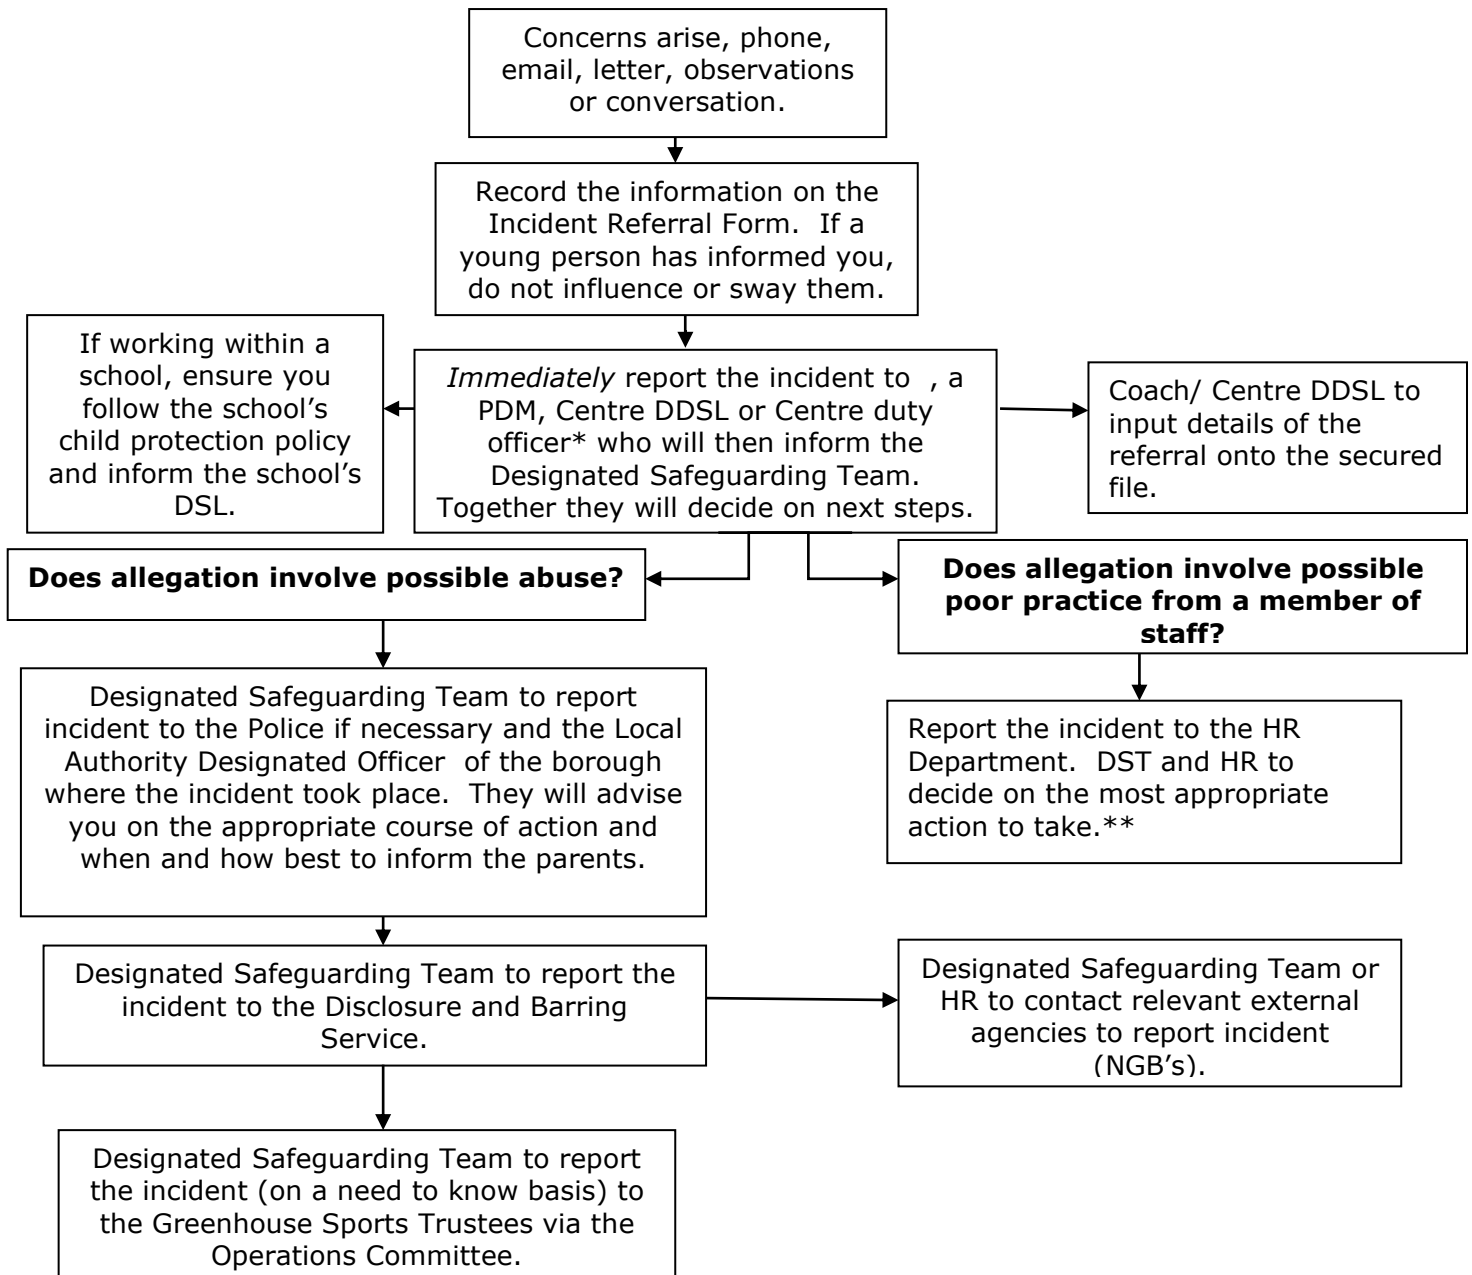 Concerns arise, phone,
email, letter, observations
or conversation.
Record the information on the
Incident Referral Form.  If a
young person has informed you,
do not influence or sway them.
If working within a
school, ensure you
follow the school's
child protection policy
and inform the school's
DSL.
Immediately report the incident to  , a
PDM, Centre DDSL or Centre duty
officer* who will then inform the
Designated Safeguarding Team.
Together they will decide on next steps.
Coach/ Centre DDSL to
input details of the
referral onto the secured
file.
Does allegation involve possible abuse?
Does allegation involve possible
poor practice from a member of
staff?
Designated Safeguarding Team to report
incident to the Police if necessary and the Local
Authority Designated Officer  of the borough
where the incident took place.  They will advise
you on the appropriate course of action and
when and how best to inform the parents.
Report the incident to the HR
Department.  DST and HR to
decide on the most appropriate
action to take.**
Designated Safeguarding Team to report the
incident to the Disclosure and Barring
Service.
Designated Safeguarding Team or
HR to contact relevant external
agencies to report incident
(NGB's).
Designated Safeguarding Team to report
the incident (on a need to know basis) to
the Greenhouse Sports Trustees via the
Operations Committee.